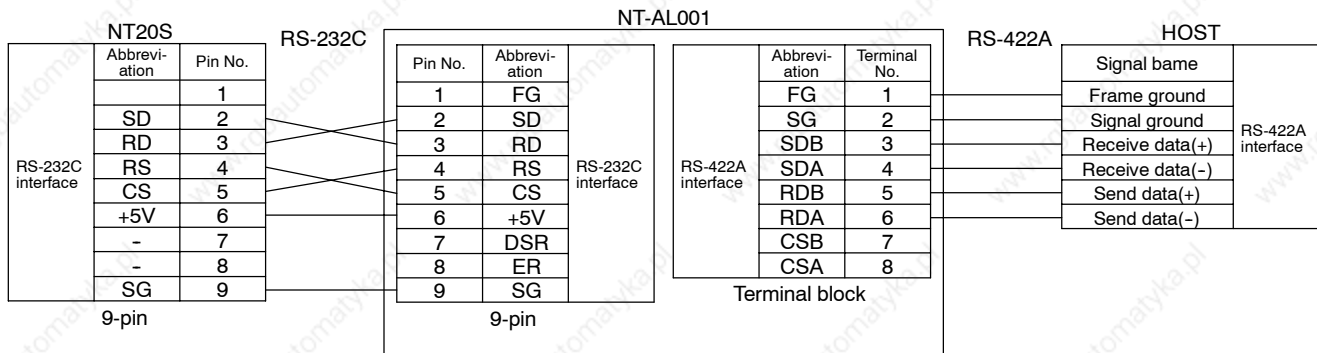 NT-AL001
NT20S
RS-232C
RS-422A
HOST
Abbrevi-
ation
Pin No.
1
SD 2
RD 3
RS 4
CS 5
+5V 6
- 7
- 8
SG 9
RS-232C
interface
9-pin
Pin No.
Abbrevi-
ation
1 FG
2 SD
3 RD
4 RS
5 CS
6 +5V
7 DSR
8 ER
9 SG
RS-232C
interface
9-pin
RS-422A
interface
Abbrevi-
ation
Terminal
No.
FG 1
SG 2
SDB 3
SDA 4
RDB 5
RDA 6
CSB 7
CSA 8
Terminal block
Signal bame
Frame ground
Signal ground
Receive data(+)
Receive data(-)
Send data(+)
Send data(-)
RS-422A
interface